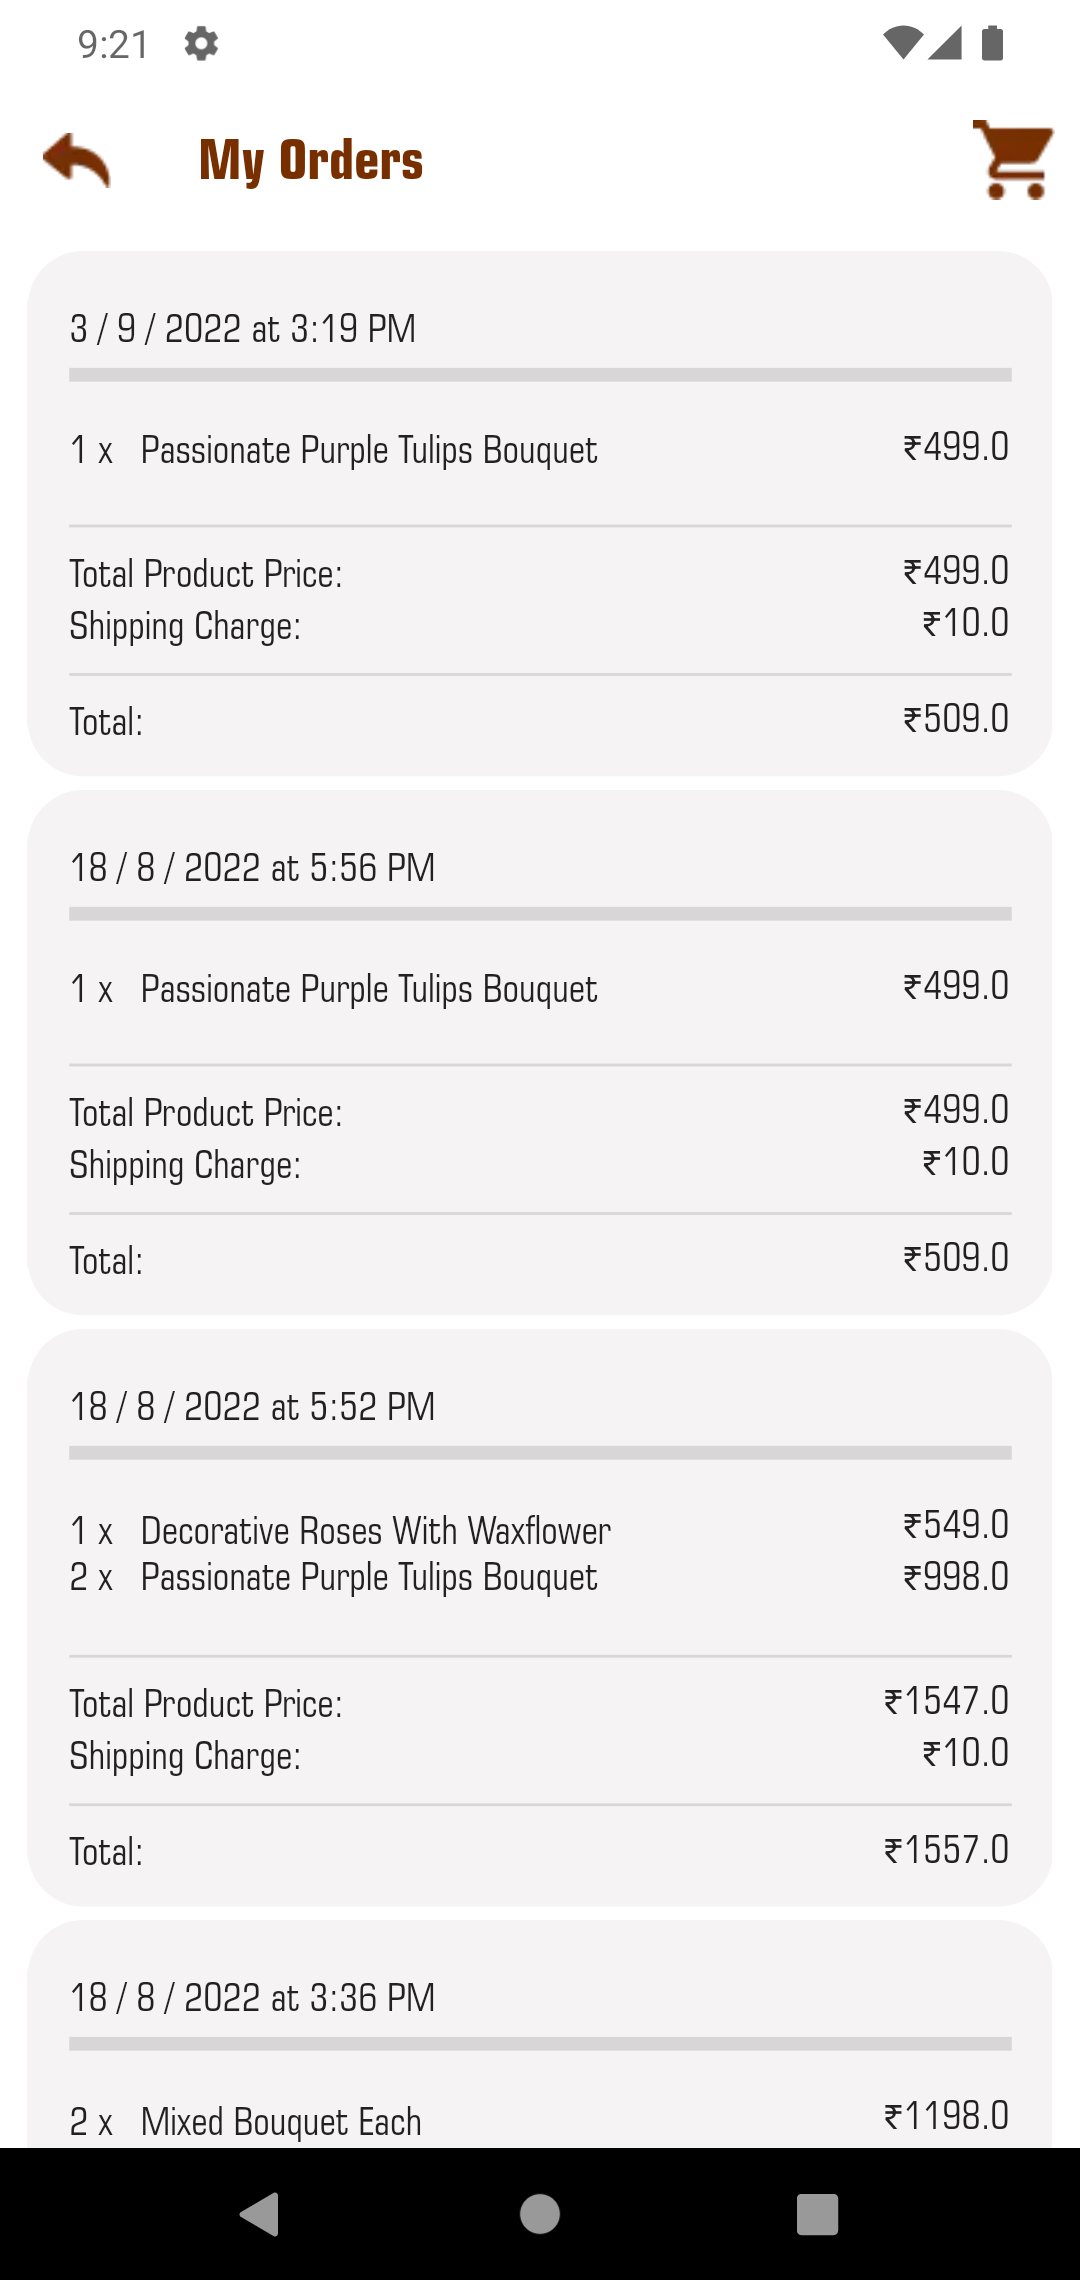 9:21
My Orders
3 / 9 / 2022 at 3:19 PM
1 x Passionate Purple Tulips Bouquet ₹499.0
Total Product Price: ₹499.0
Shipping Charge: ₹10.0
Total: ₹509.0
18 / 8 / 2022 at 5:56 PM
1 x Passionate Purple Tulips Bouquet ₹499.0
Total Product Price: ₹499.0
Shipping Charge: ₹10.0
Total: ₹509.0
18 / 8 / 2022 at 5:52 PM
1 x Decorative Roses With Waxflower ₹549.0
2 x Passionate Purple Tulips Bouquet ₹998.0
Total Product Price: ₹1547.0
Shipping Charge: ₹10.0
Total: ₹1557.0
18 / 8 / 2022 at 3:36 PM
2 x Mixed Bouquet Each ₹1198.0